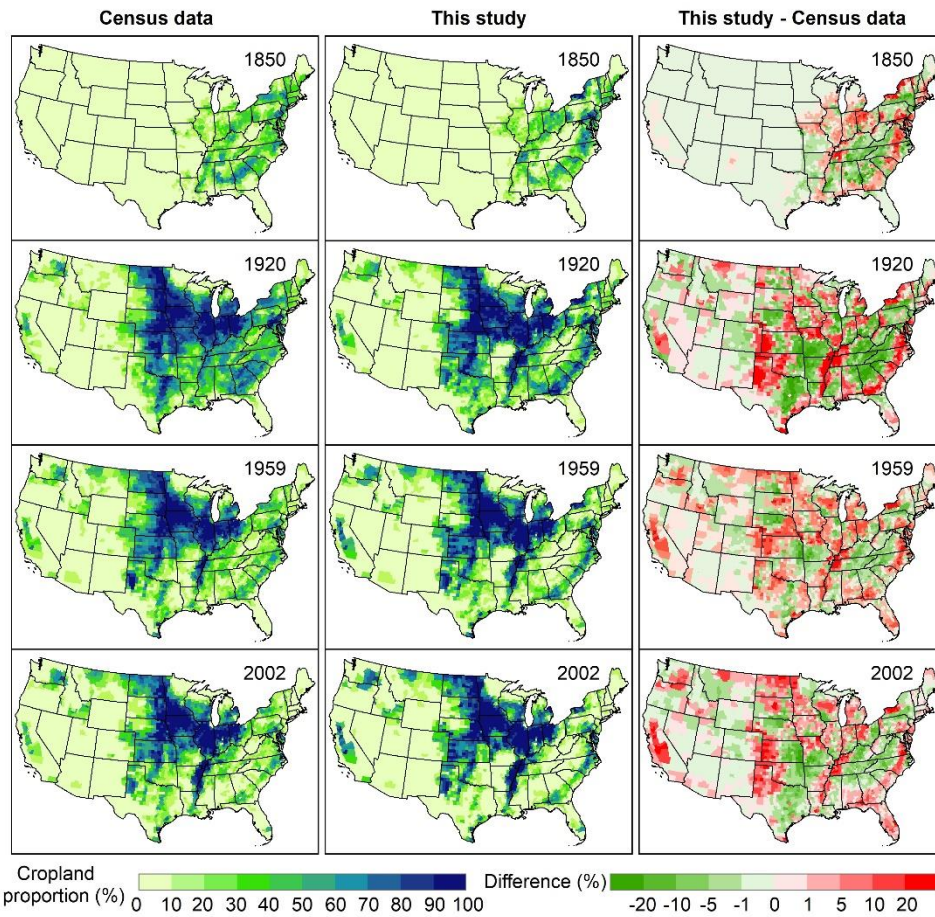 Census data
This study
This study - Census data
1850
1850
1850
1920
1920
1920
1959
1959
1959
2002
2002
2002
Cropland
proportion (%)
0 10 20 30 40 50 60 70 80 90 100
Difference (%)
-20 -10 -5 -1 0 1 5 10 20